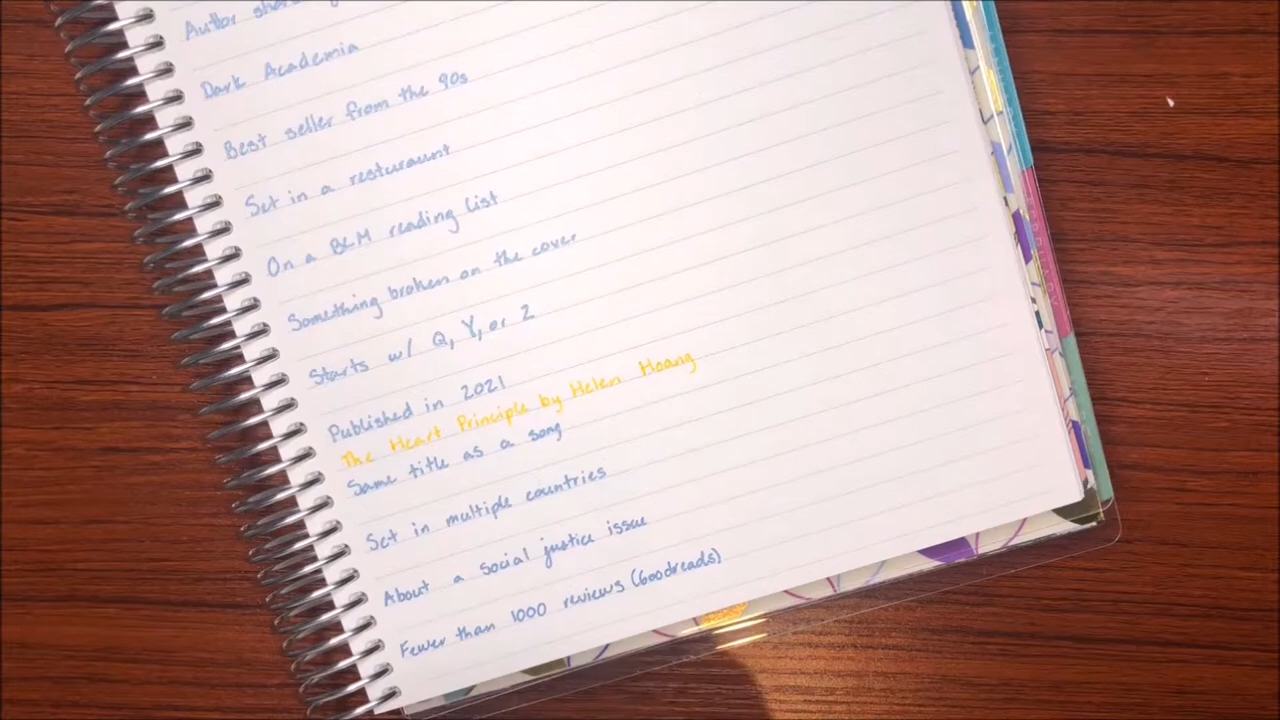 Author
Dark Academia
Best seller from the 90s
Set in a resturaunt
On a BLM reading list
Something broken on the cover
Starts w/ Q, Y, or Z
Published in 2021
The Heart Principle by Helen Hoang
Same title as a song
Set in multiple countries
About a social justice issue
Fewer than 1000 reviews (Goodreads)